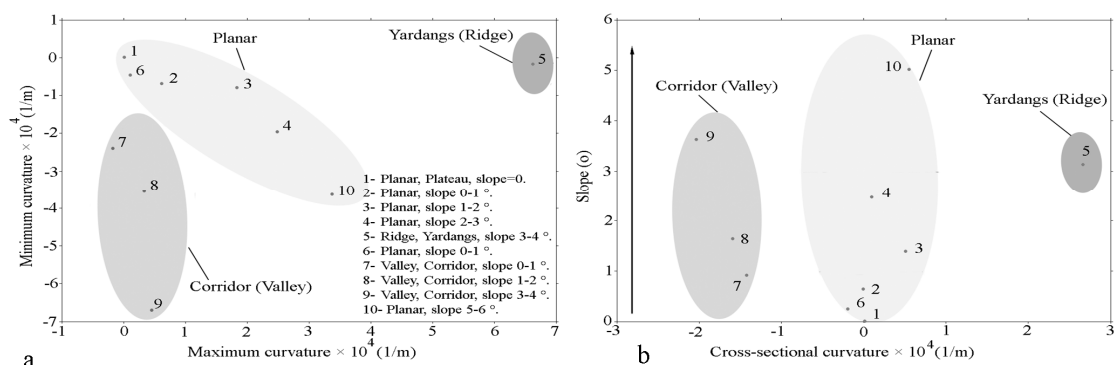 1
0
-1
-2
-3
-4
-5
-6
-7
Minimum curvature × 10^4 (1/m)
-1
0
1
2
3
4
5
6
7
Maximum curvature × 10^4 (1/m)
a
Planar
Yardangs (Ridge)
Corridor (Valley)
1
6
2
3
5
4
7
8
10
9
1- Planar, Plateau, slope=0.
2- Planar, slope 0-1 °.
3- Planar, slope 1-2 °.
4- Planar, slope 2-3 °.
5- Ridge, Yardangs, slope 3-4 °.
6- Planar, slope 0-1 °.
7- Valley, Corridor, slope 0-1 °.
8- Valley, Corridor, slope 1-2 °.
9- Valley, Corridor, slope 3-4 °.
10- Planar, slope 5-6 °.
6
5
4
3
2
1
0
Slope (o)
-3
-2
-1
0
1
2
3
Cross-sectional curvature × 10^4 (1/m)
b
Planar
Corridor (Valley)
Yardangs (Ridge)
10
9
5
4
8
3
7
2
6
1